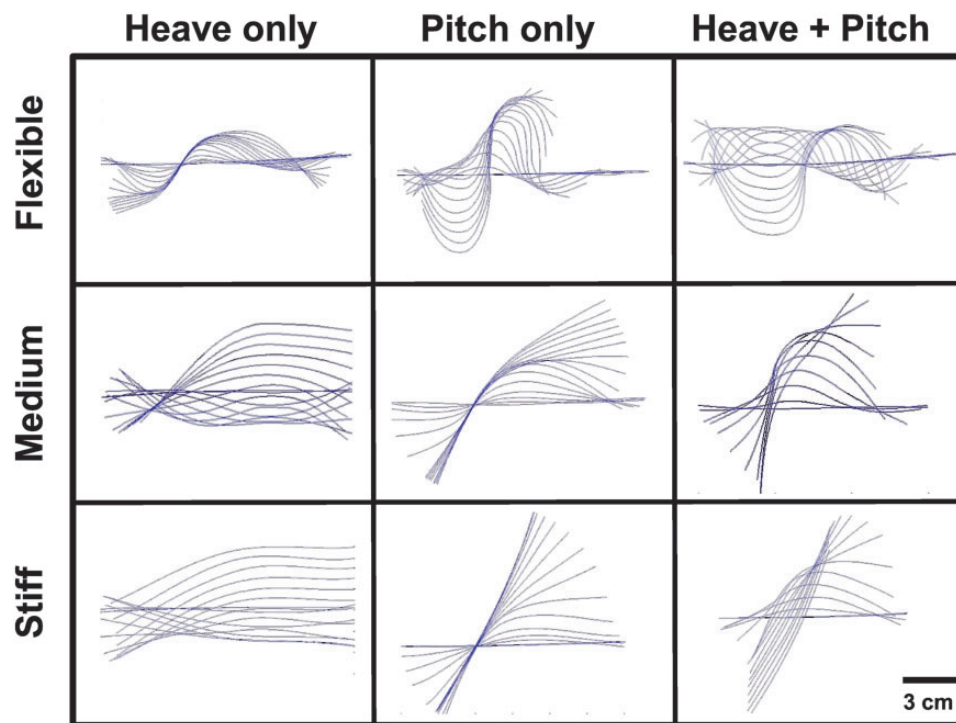 Heave only
Pitch only
Heave + Pitch
Flexible
Medium
Stiff
3 cm